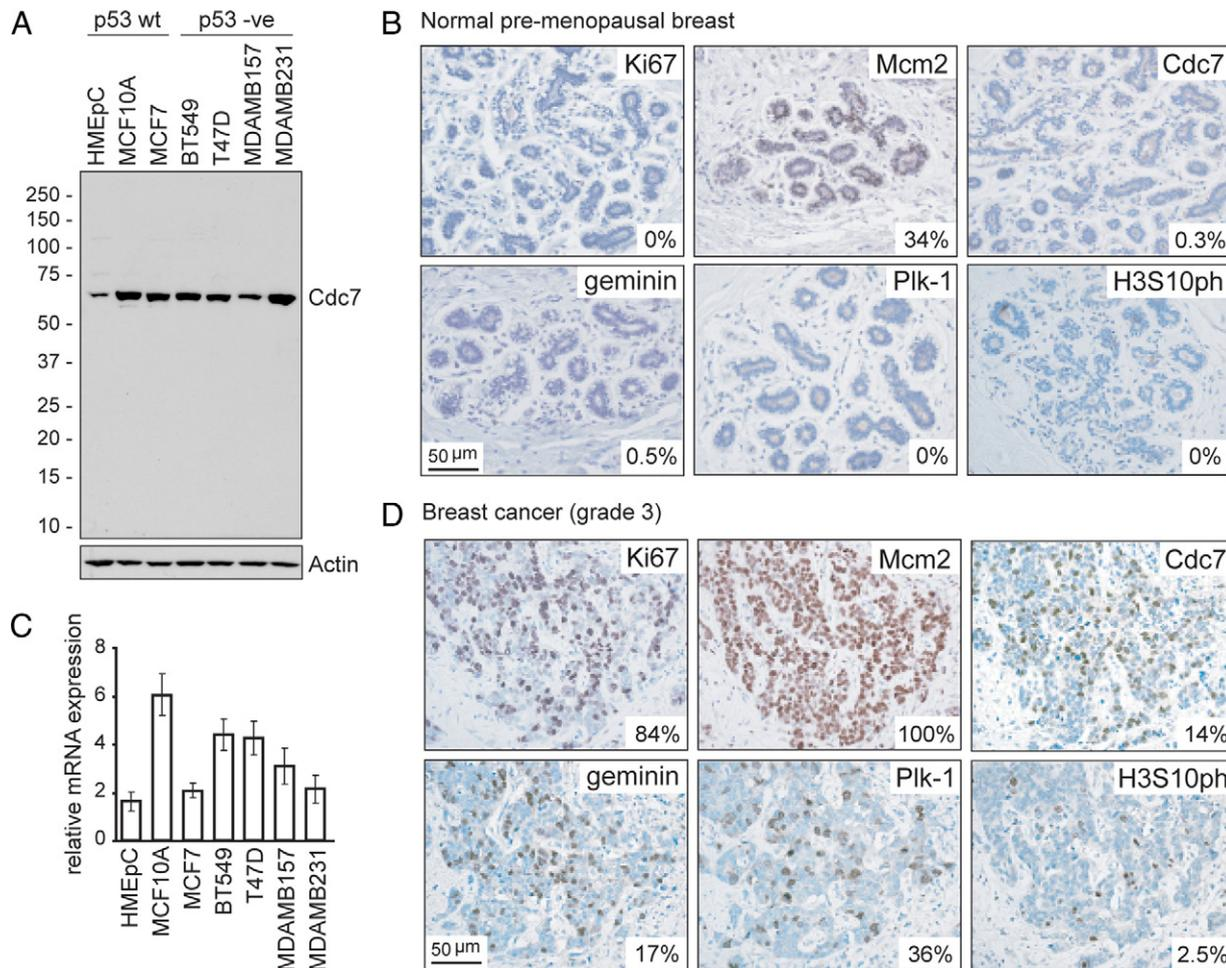 A
p53 wt
p53 -ve
HMEpC
MCF10A
MCF7
BT549
T47D
MDAMB157
MDAMB231
250 -
150 -
100 -
75 -
50 -
37 -
25 -
20 -
15 -
10 -
Cdc7
Actin
B
Normal pre-menopausal breast
Ki67
0%
Mcm2
34%
Cdc7
0.3%
geminin
50 µm
0.5%
Plk-1
0%
H3S10ph
0%
C
relative mRNA expression
8
6
4
2
0
HMEpC
MCF10A
MCF7
BT549
T47D
MDAMB157
MDAMB231
D
Breast cancer (grade 3)
Ki67
84%
Mcm2
100%
Cdc7
14%
geminin
50 µm
17%
Plk-1
36%
H3S10ph
2.5%